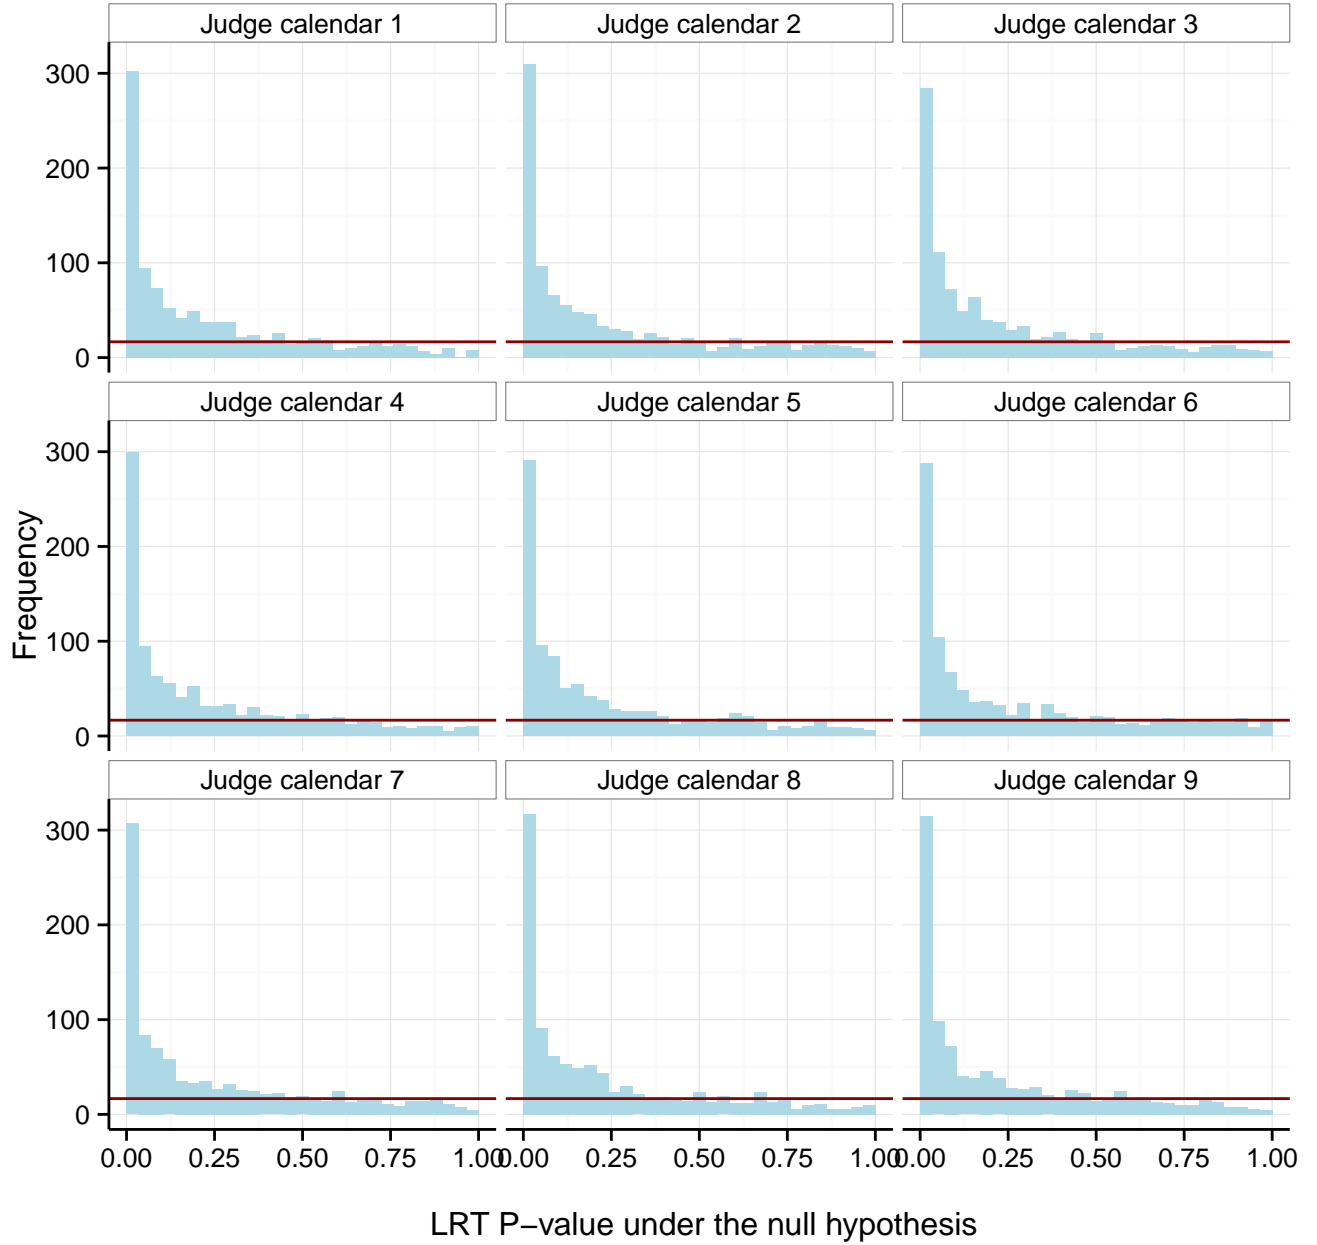 Judge calendar 1 Judge calendar 2 Judge calendar 3
300
200
100
0
Judge calendar 4 Judge calendar 5 Judge calendar 6
300
200
100
0
Frequency
Judge calendar 7 Judge calendar 8 Judge calendar 9
300
200
100
0
0.00 0.25 0.50 0.75 1.00 0.00 0.25 0.50 0.75 1.00 0.00 0.25 0.50 0.75 1.00
LRT P−value under the null hypothesis